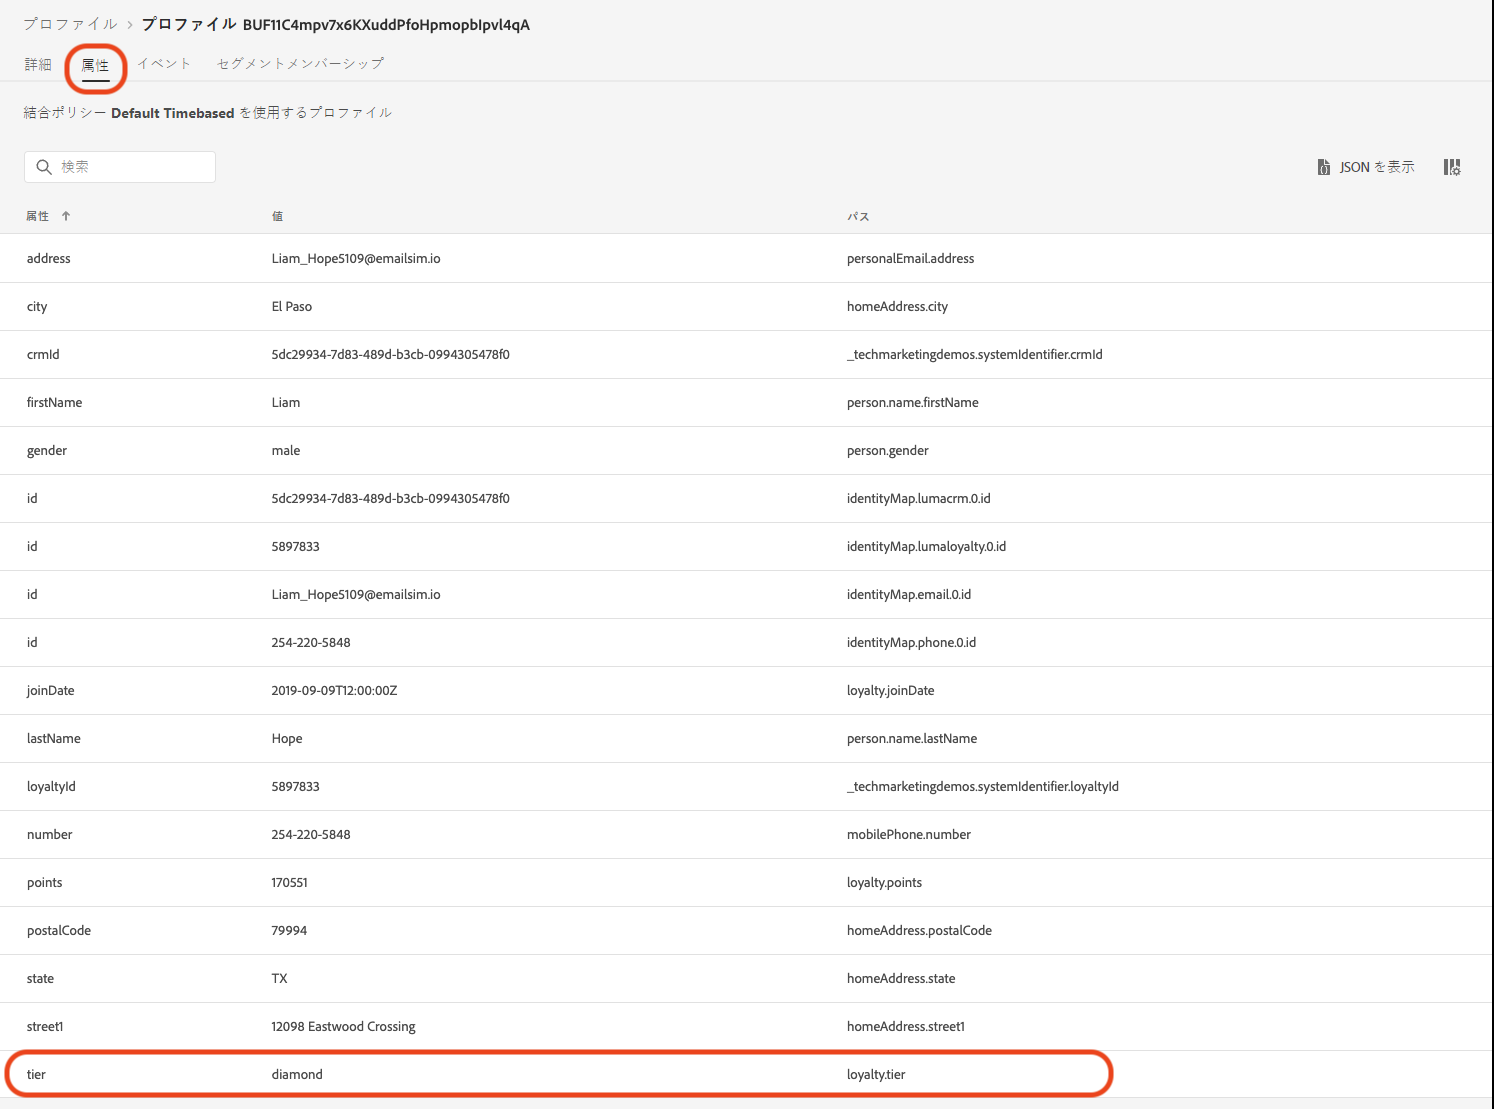 プロファイル > プロファイル BUF11C4mpv7x6KXuddPfoHpmopbIpvl4qA
詳細 属性 イベント セグメントメンバーシップ
結合ポリシー Default Timebased を使用するプロファイル
検索 JSON を表示
属性 ↑ 値 パス
address Liam_Hope5109@emailsim.io personalEmail.address
city El Paso homeAddress.city
crmId 5dc29934-7d83-489d-b3cb-0994305478f0 _techmarketingdemos.systemIdentifier.crmId
firstName Liam person.name.firstName
gender male person.gender
id 5dc29934-7d83-489d-b3cb-0994305478f0 identityMap.lumacrm.0.id
id 5897833 identityMap.lumaloyalty.0.id
id Liam_Hope5109@emailsim.io identityMap.email.0.id
id 254-220-5848 identityMap.phone.0.id
joinDate 2019-09-09T12:00:00Z loyalty.joinDate
lastName Hope person.name.lastName
loyaltyId 5897833 _techmarketingdemos.systemIdentifier.loyaltyId
number 254-220-5848 mobilePhone.number
points 170551 loyalty.points
postalCode 79994 homeAddress.postalCode
state TX homeAddress.state
street1 12098 Eastwood Crossing homeAddress.street1
tier diamond loyalty.tier